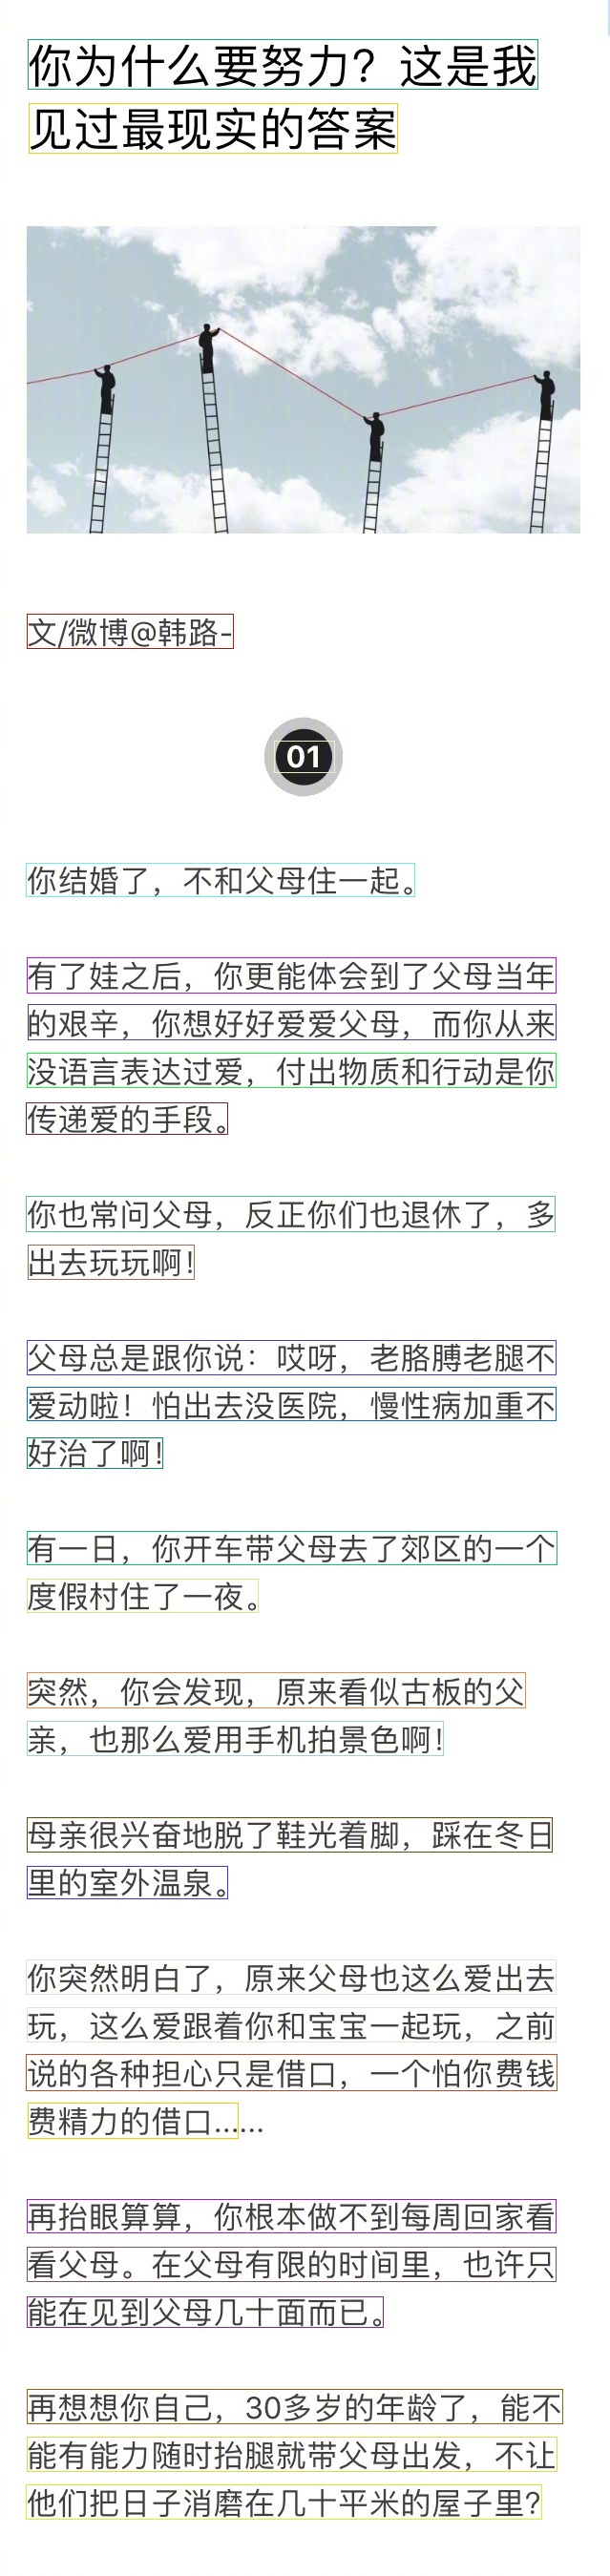 你为什么要努力？这是我
见过最现实的答案
文/微博@韩路-
01
你结婚了，不和父母住一起。
有了娃之后，你更能体会到了父母当年
的艰辛，你想好好爱爱父母，而你从来
没语言表达过爱，付出物质和行动是你
传递爱的手段。
你也常问父母，反正你们也退休了，多
出去玩玩啊！
父母总是跟你说：哎呀，老胳膊老腿不
爱动啦！怕出去没医院，慢性病加重不
好治了啊！
有一日，你开车带父母去了郊区的一个
度假村住了一夜。
突然，你会发现，原来看似古板的父
亲，也那么爱用手机拍景色啊！
母亲很兴奋地脱了鞋光着脚，踩在冬日
里的室外温泉。
你突然明白了，原来父母也这么爱出去
玩，这么爱跟着你和宝宝一起玩，之前
说的各种担心只是借口，一个怕你费钱
费精力的借口……
再抬眼算算，你根本做不到每周回家看
看父母。在父母有限的时间里，也许只
能在见到父母几十面而已。
再想想你自己，30多岁的年龄了，能不
能有能力随时抬腿就带父母出发，不让
他们把日子消磨在几十平米的屋子里？